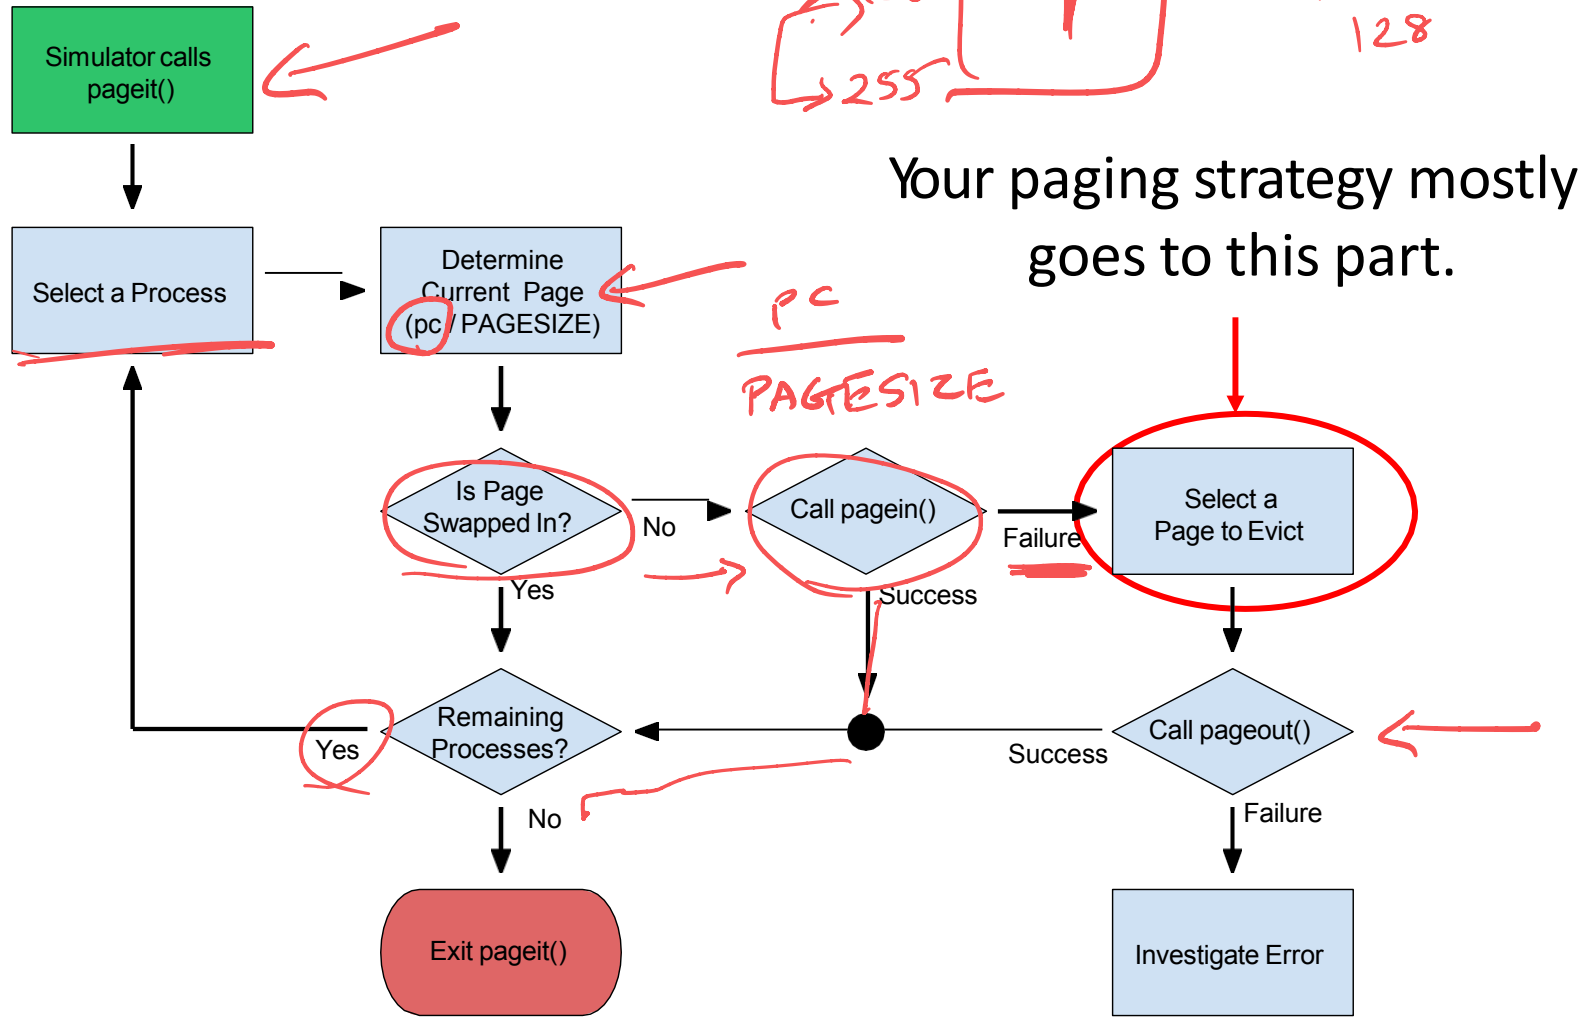 Simulator calls
pageit()
255
128
Your paging strategy mostly
goes to this part.
Select a Process
Determine
Current Page
(pc / PAGESIZE)
pc
PAGESIZE
Is Page
Swapped In?
No
Call pagein()
Failure
Select a
Page to Evict
Yes
Success
Remaining
Processes?
Yes
Success
Call pageout()
No
Failure
Exit pageit()
Investigate Error